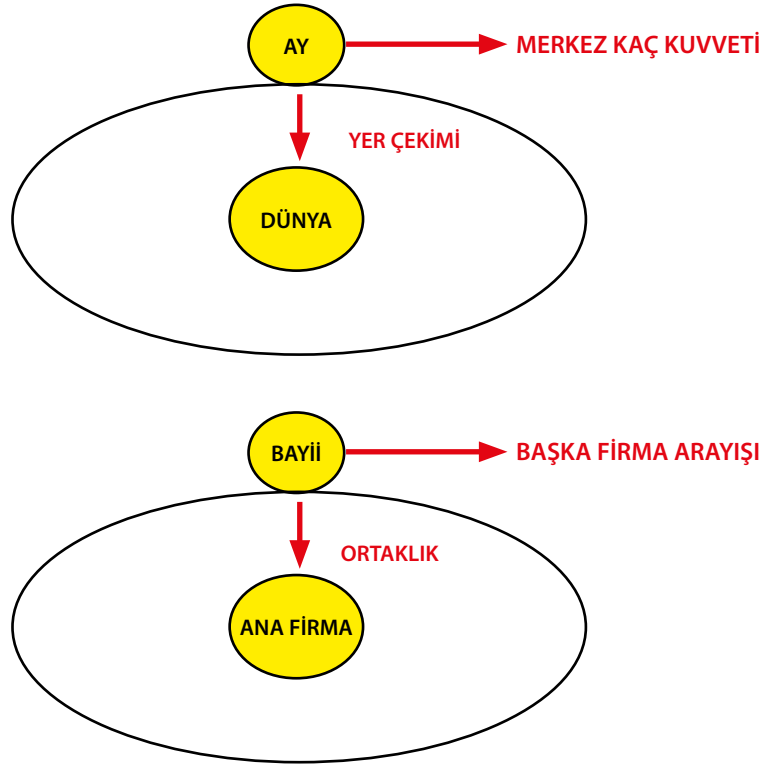 AY
MERKEZ KAÇ KUVVETİ
YER ÇEKİMİ
DÜNYA
BAYİİ
BAŞKA FİRMA ARAYIŞI
ORTAKLIK
ANA FİRMA